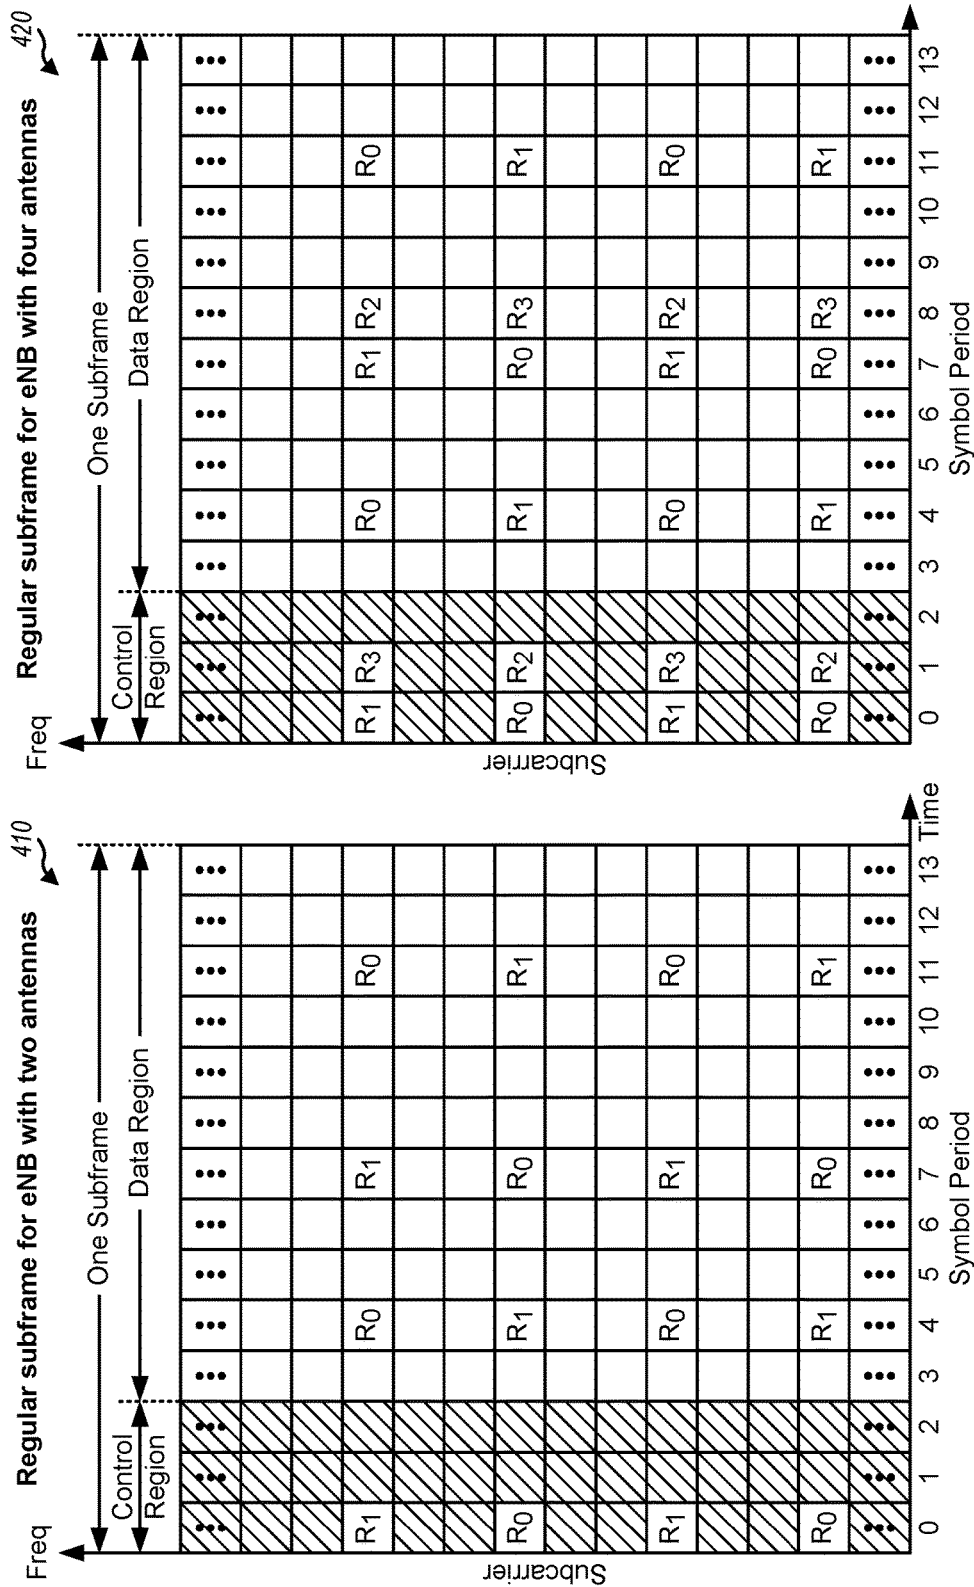 Regular subframe for eNB with two antennas
410
Freq
One Subframe
Control
Region
Data Region
Subcarrier
R1 R0 R1 R0
R0 R1 R0 R1
R1 R0 R1 R0
R0 R1 R0 R1
0 1 2 3 4 5 6 7 8 9 10 11 12 13
Time
Symbol Period
Regular subframe for eNB with four antennas
420
Freq
One Subframe
Control
Region
Data Region
Subcarrier
R1 R3 R0 R1 R2 R0
R0 R2 R1 R0 R3 R1
R1 R3 R0 R1 R2 R0
R0 R2 R1 R0 R3 R1
0 1 2 3 4 5 6 7 8 9 10 11 12 13
Symbol Period